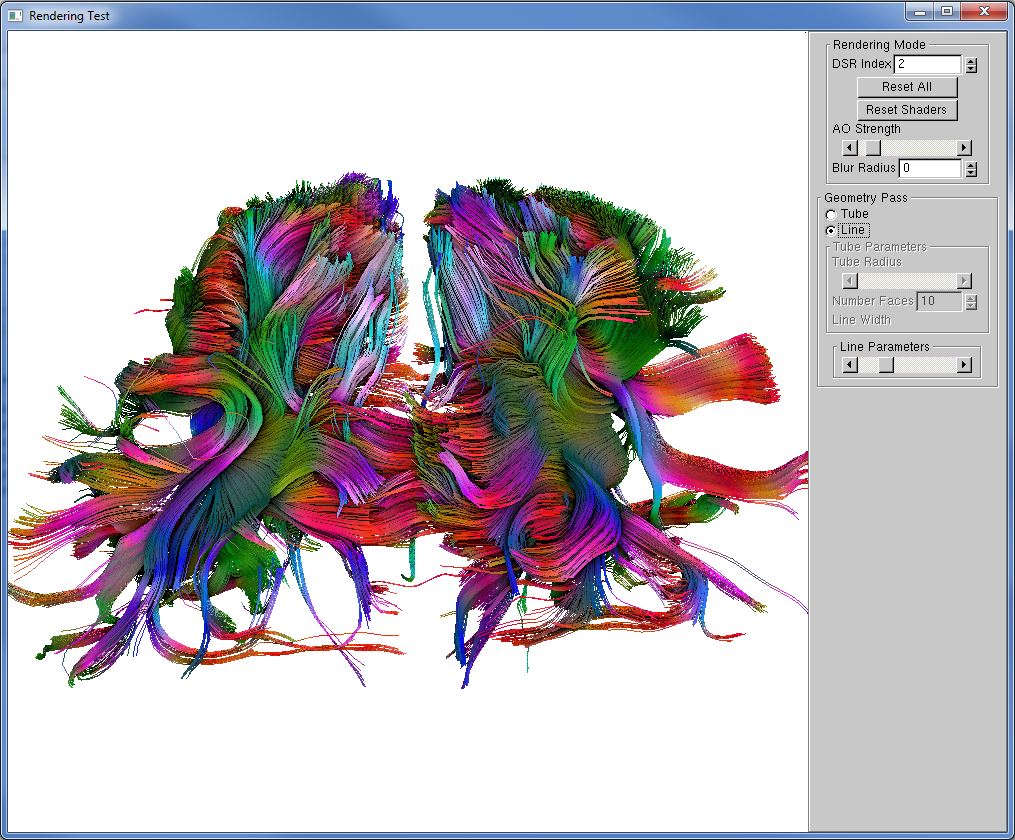 Rendering Test
Rendering Mode
DSR Index 2
Reset All
Reset Shaders
AO Strength
Blur Radius 0
Geometry Pass
Tube
Line
Tube Parameters
Tube Radius
Number Faces 10
Line Width
Line Parameters